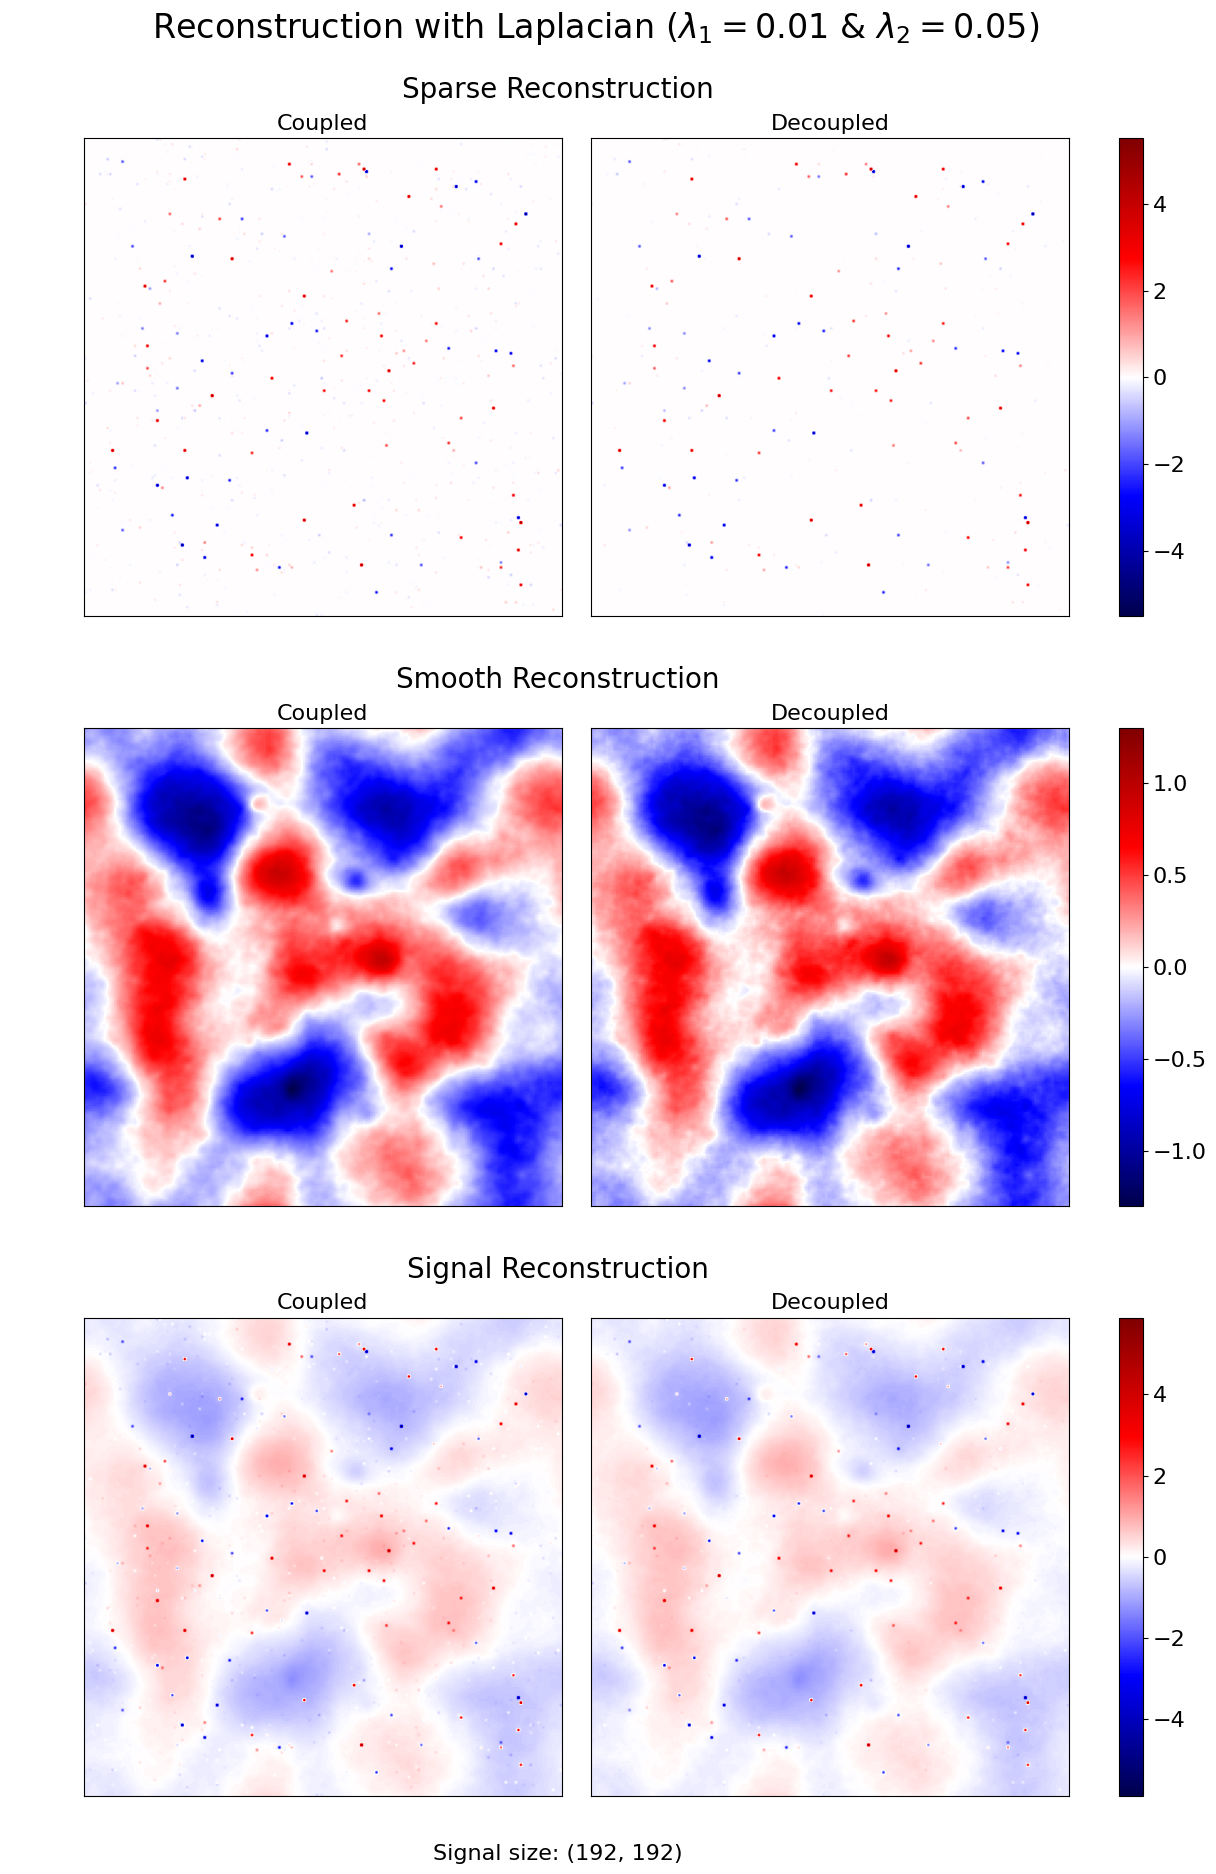 Reconstruction with Laplacian (λ₁ = 0.01 & λ₂ = 0.05)
Sparse Reconstruction
Coupled
Decoupled
4
2
0
−2
−4
Smooth Reconstruction
Coupled
Decoupled
1.0
0.5
0.0
−0.5
−1.0
Signal Reconstruction
Coupled
Decoupled
4
2
0
−2
−4
Signal size: (192, 192)